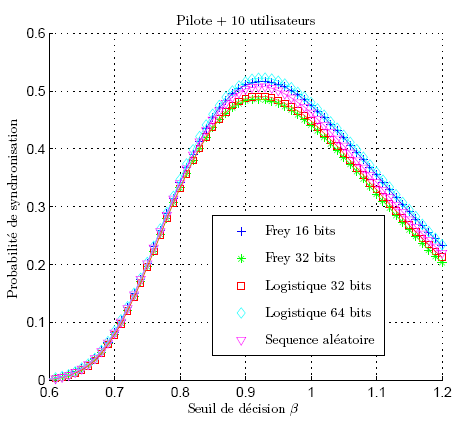 Pilote + 10 utilisateurs
Probabilité de synchronisation
0.6
0.5
0.4
0.3
0.2
0.1
0
Frey 16 bits
Frey 32 bits
Logistique 32 bits
Logistique 64 bits
Sequence aléatoire
0.6 0.7 0.8 0.9 1 1.1 1.2
Seuil de décision β